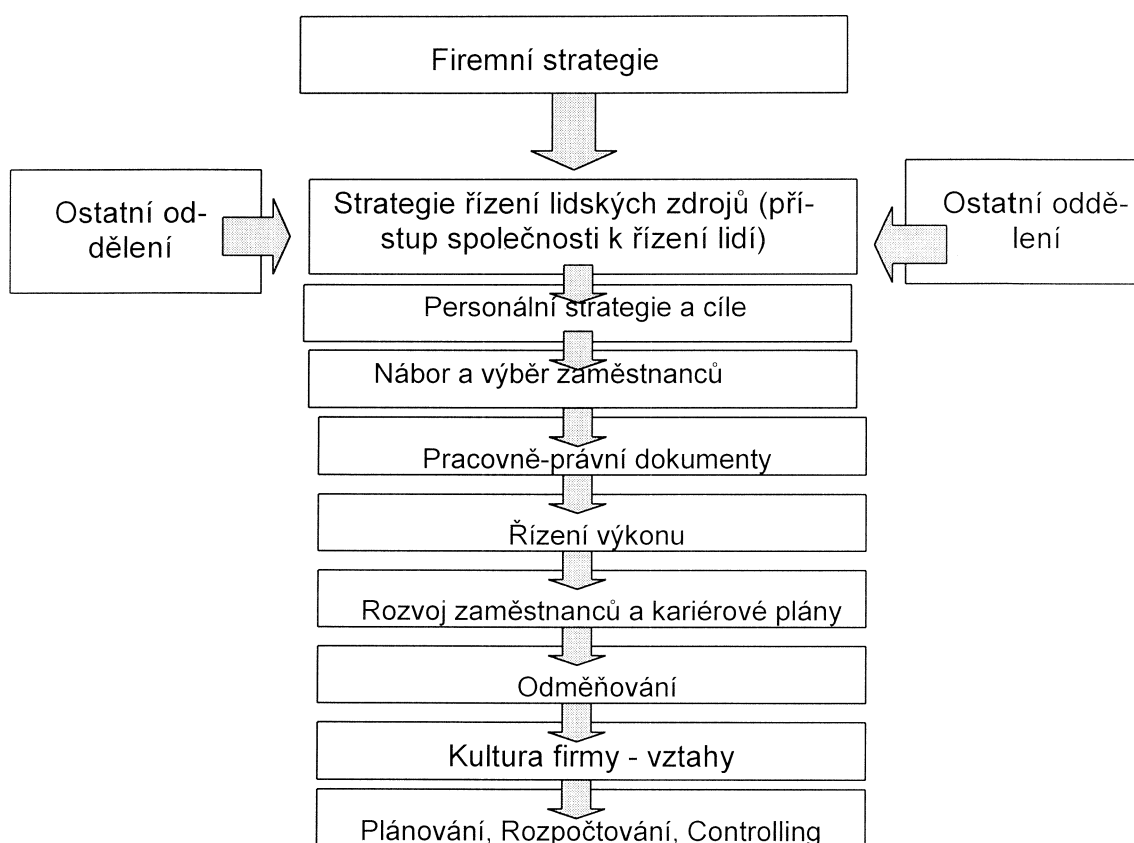 Firemní strategie
Ostatní od-
dělení
Strategie řízení lidských zdrojů (pří-
stup společnosti k řízení lidí)
Ostatní oddě-
lení
Personální strategie a cíle
Nábor a výběr zaměstnanců
Pracovně-právní dokumenty
Řízení výkonu
Rozvoj zaměstnanců a kariérové plány
Odměňování
Kultura firmy - vztahy
Plánování, Rozpočtování, Controlling